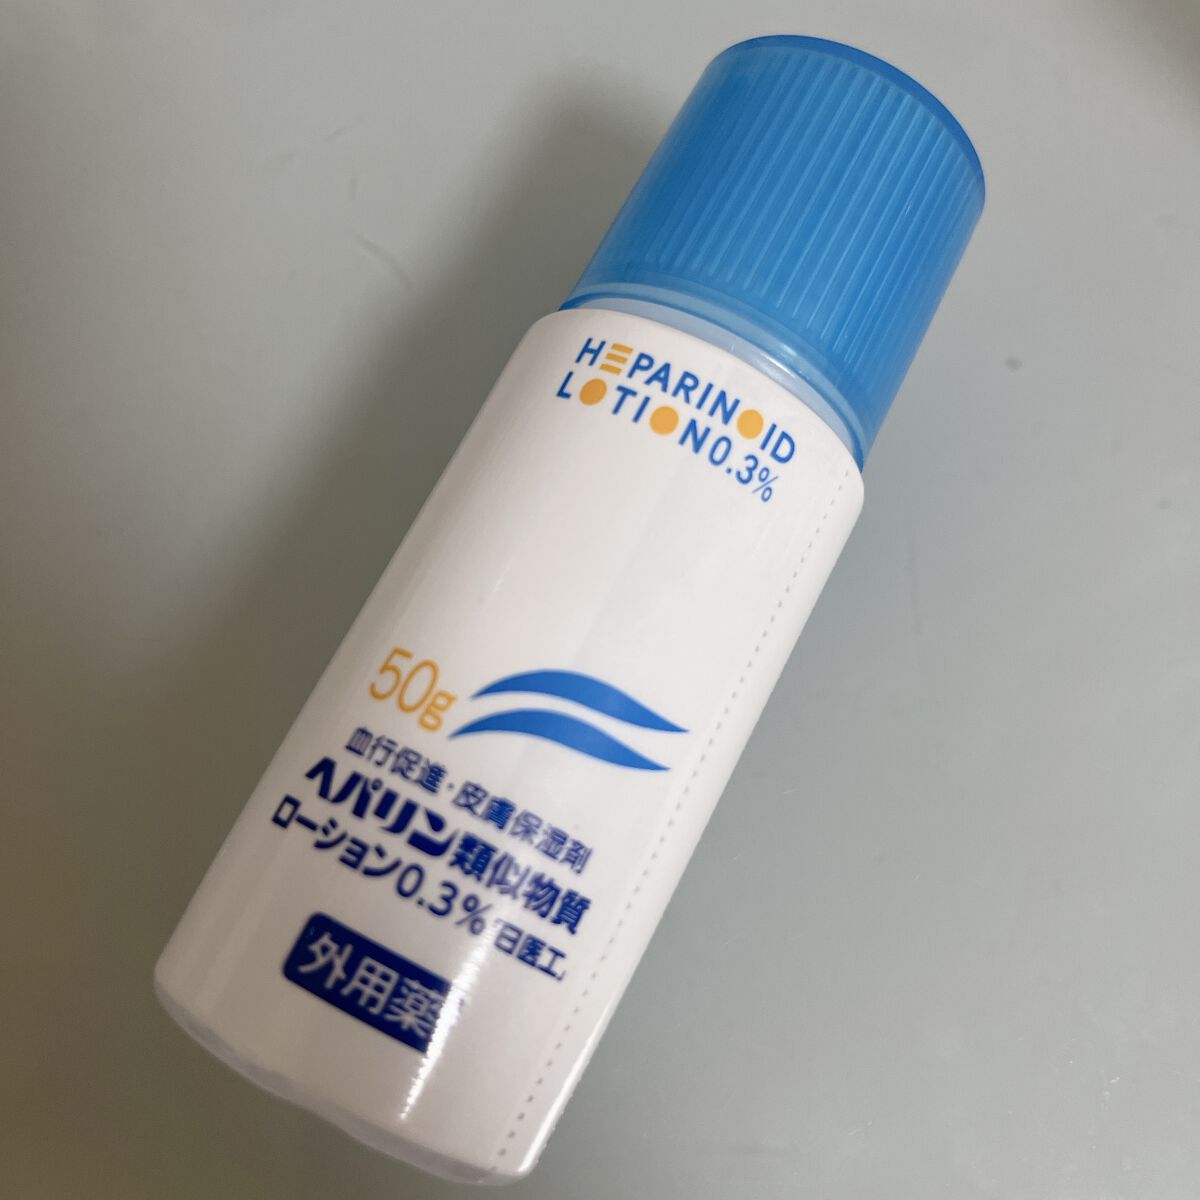 HEPARINOID
LOTION0.3%
50g
血行促進・皮膚保湿剤
ヘパリン類似物質
ローション0.3%「日医工」
外用薬